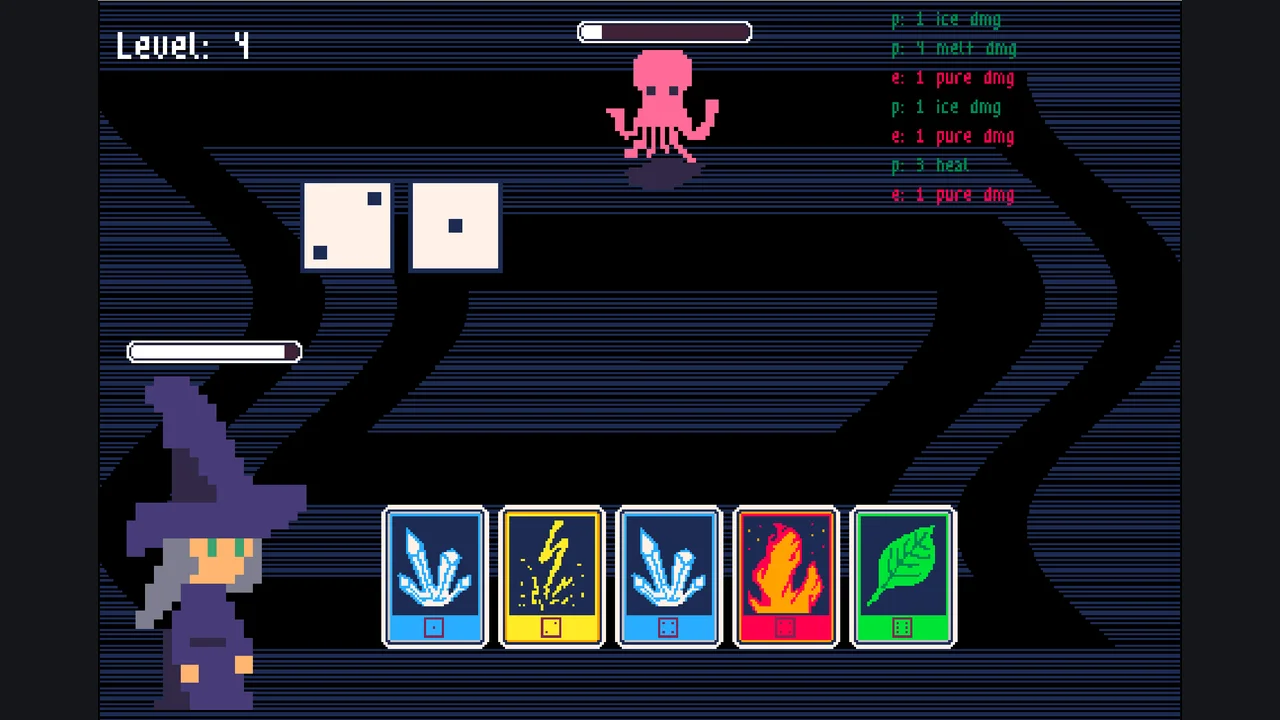 Level: 4
p: 1 ice dmg
p: 4 melt dmg
e: 1 pure dmg
p: 1 ice dmg
e: 1 pure dmg
p: 3 heal
e: 1 pure dmg